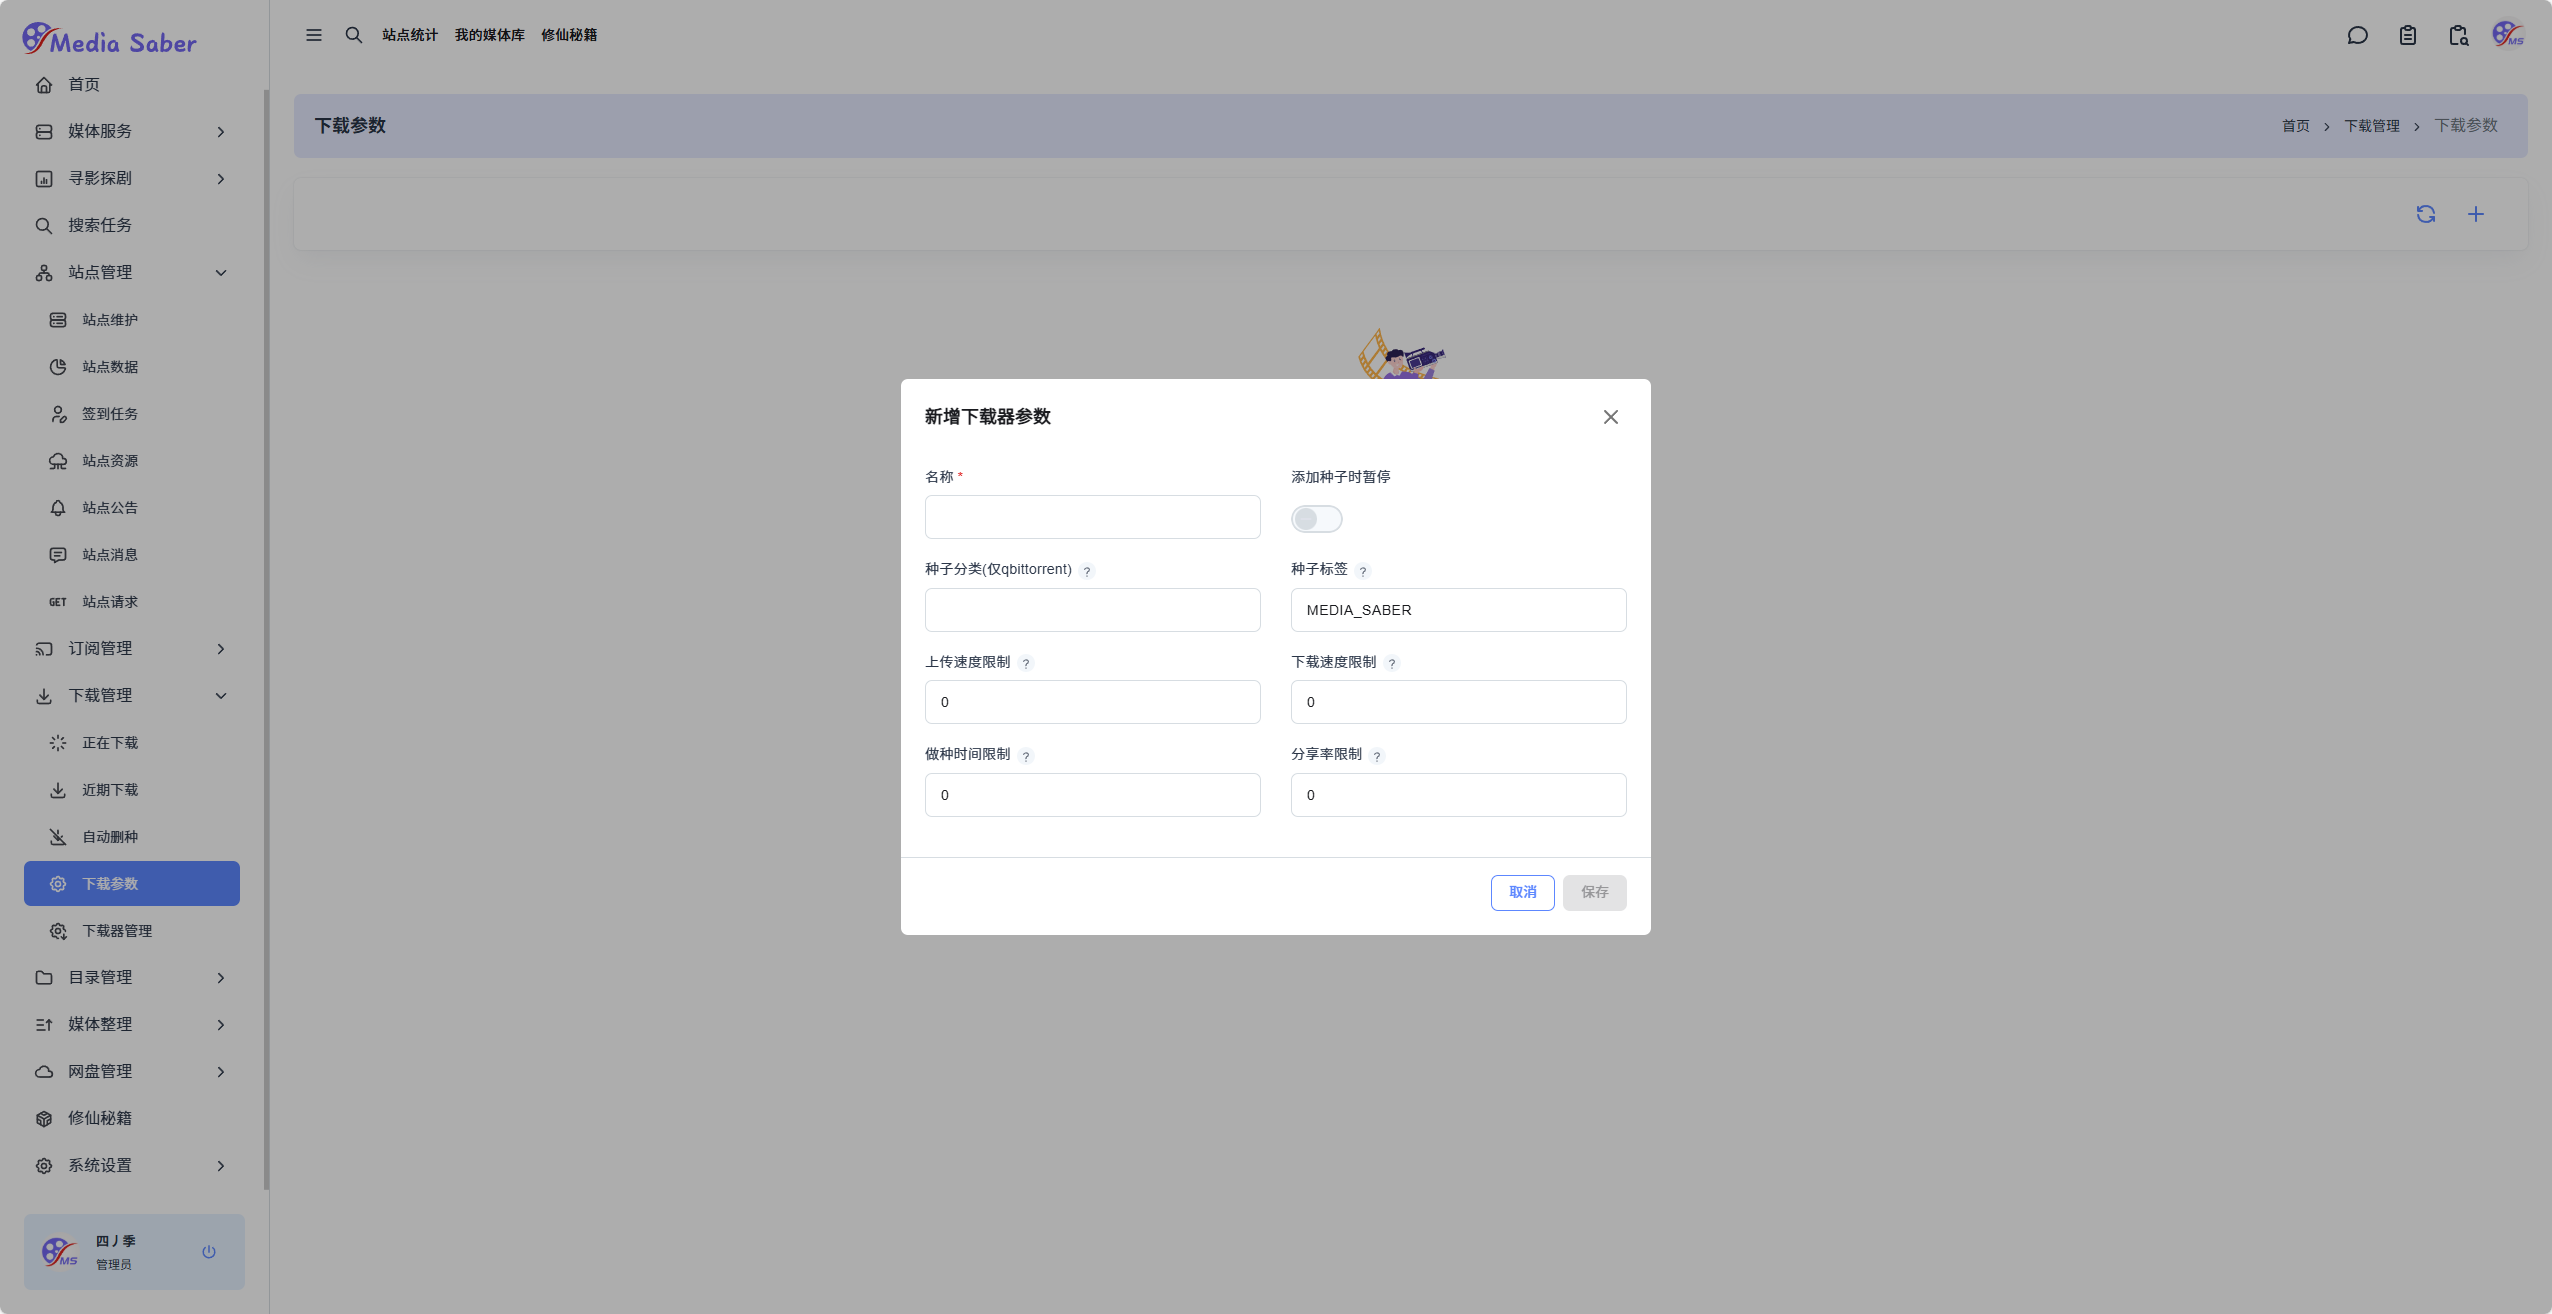 Media Saber
首页
媒体服务
寻影探剧
搜索任务
站点管理
站点维护
站点数据
签到任务
站点资源
站点公告
站点消息
GET 站点请求
订阅管理
下载管理
正在下载
近期下载
自动删种
下载参数
下载器管理
目录管理
媒体整理
网盘管理
修仙秘籍
系统设置
MS
四丿季
管理员
站点统计 我的媒体库 修仙秘籍
MS
下载参数
首页 > 下载管理 > 下载参数
新增下载器参数
名称 *
添加种子时暂停
种子分类(仅qbittorrent) ?
种子标签 ?
MEDIA_SABER
上传速度限制 ?
下载速度限制 ?
0
0
做种时间限制 ?
分享率限制 ?
0
0
取消 保存